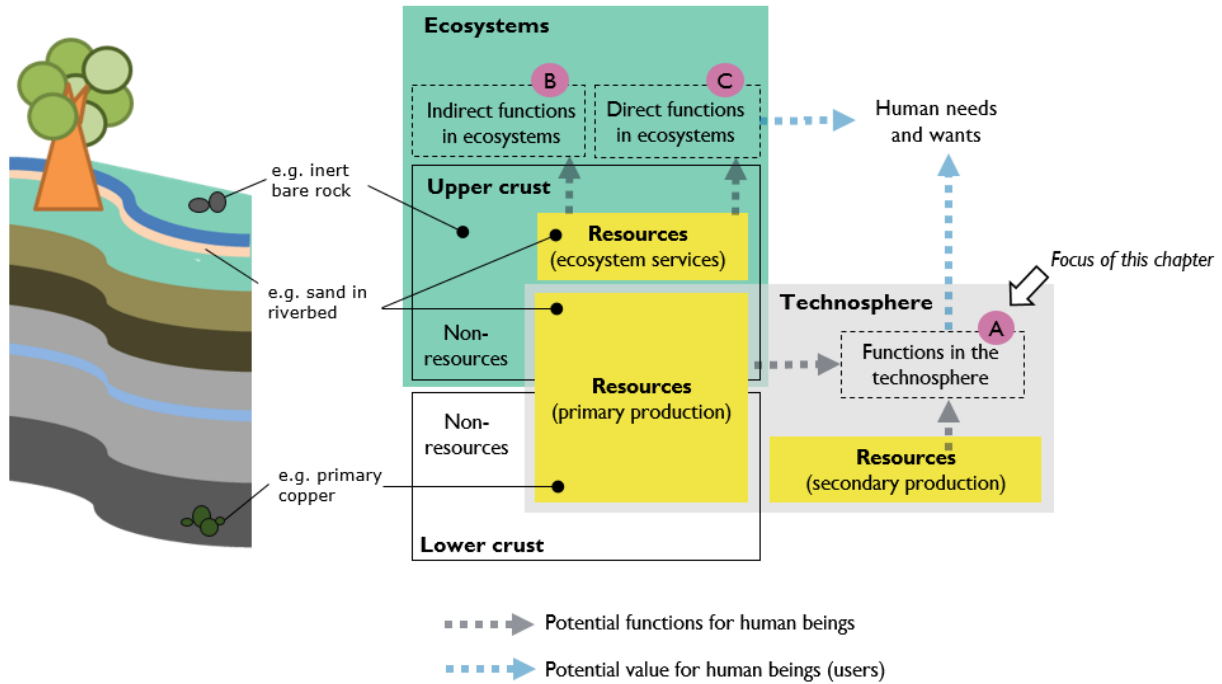 Ecosystems
B
C
Indirect functions
in ecosystems
Direct functions
in ecosystems
Human needs
and wants
e.g. inert
bare rock
Upper crust
Resources
(ecosystem services)
Focus of this chapter
e.g. sand in
riverbed
Technosphere
A
Non-
resources
Functions in the
technosphere
Resources
(primary production)
Non-
resources
Resources
(secondary production)
e.g. primary
copper
Lower crust
Potential functions for human beings
Potential value for human beings (users)